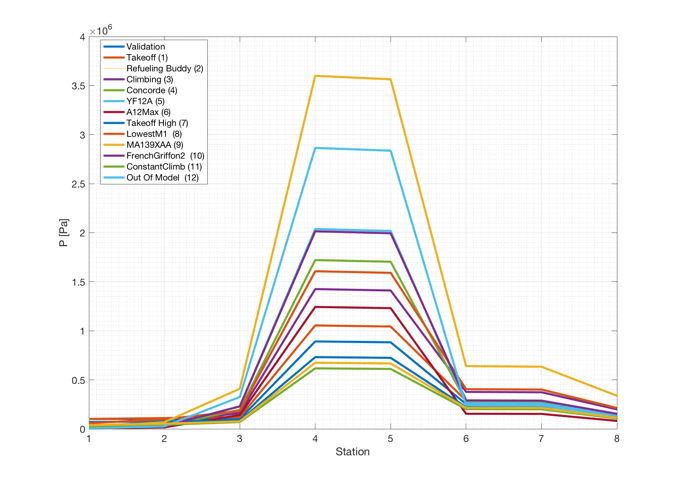 ×10⁶
4
3.5
3
2.5
2
1.5
1
0.5
0
P [Pa]
Validation
Takeoff (1)
Refueling Buddy (2)
Climbing (3)
Concorde (4)
YF12A (5)
A12Max (6)
Takeoff High (7)
LowestM1 (8)
MA139XAA (9)
FrenchGriffon2 (10)
ConstantClimb (11)
Out Of Model (12)
1 2 3 4 5 6 7 8
Station